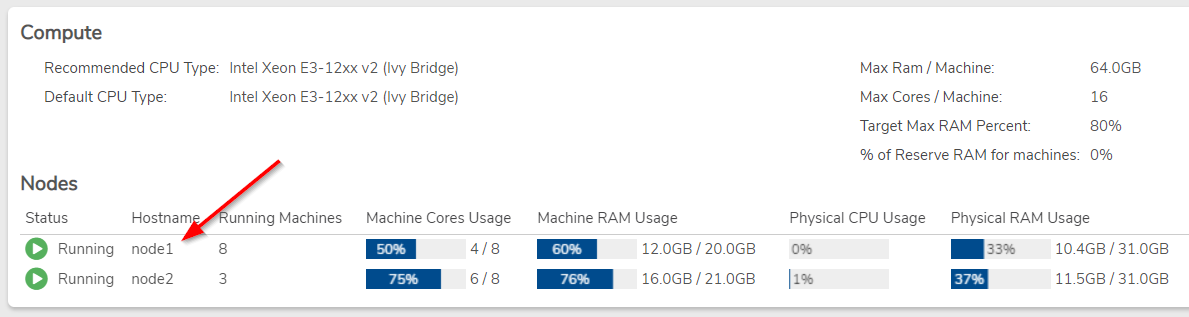 Compute
Recommended CPU Type: Intel Xeon E3-12xx v2 (Ivy Bridge) Max Ram / Machine: 64.0GB
Default CPU Type: Intel Xeon E3-12xx v2 (Ivy Bridge) Max Cores / Machine: 16
Target Max RAM Percent: 80%
% of Reserve RAM for machines: 0%
Nodes
Status Hostname Running Machines Machine Cores Usage Machine RAM Usage Physical CPU Usage Physical RAM Usage
Running node1 8 50% 4 / 8 60% 12.0GB / 20.0GB 0% 33% 10.4GB / 31.0GB
Running node2 3 75% 6 / 8 76% 16.0GB / 21.0GB 1% 37% 11.5GB / 31.0GB